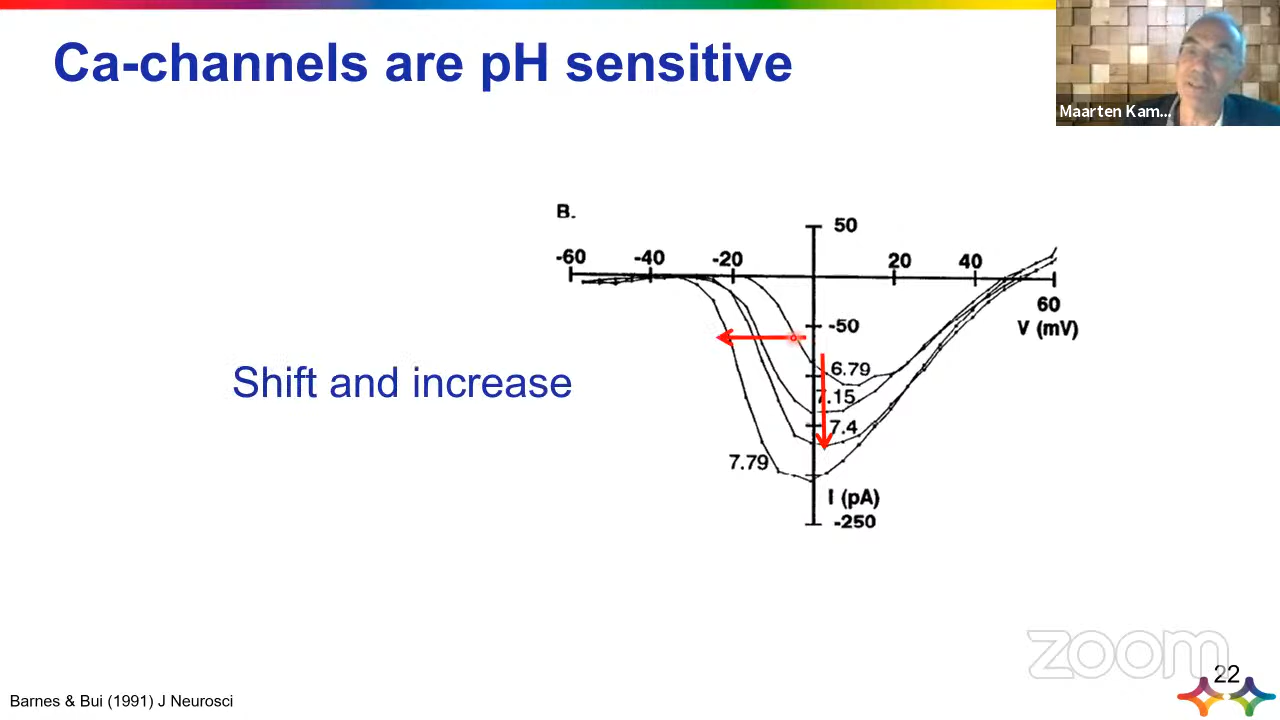 Ca-channels are pH sensitive
Maarten Kam...
B.
50
-60
-40
-20
20
40
60
V (mV)
-50
6.79
7.15
7.4
7.79
I (pA)
-250
Shift and increase
zoom
22
Barnes & Bui (1991) J Neurosci